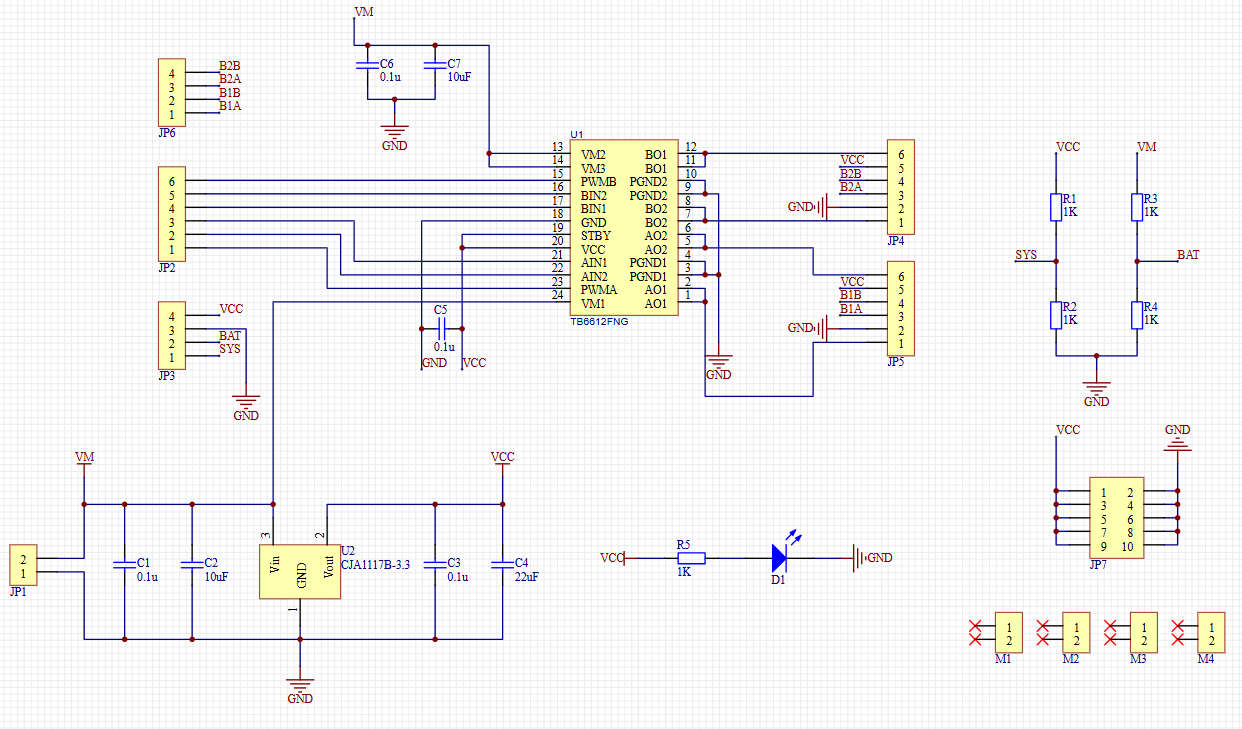 VM
C6
0.1u
C7
10uF
GND
4 B2B
3 B2A
2 B1B
1 B1A
JP6
6
5
4
3
2
1
JP2
4 VCC
3
2 BAT
1 SYS
JP3
GND
U1
13 VM2 BO1 12
14 VM3 BO1 11
15 PWMB PGND2 10
16 BIN2 PGND2 9
17 BIN1 BO2 8
18 GND BO2 7
19 STBY AO2 6
20 VCC AO2 5
21 AIN1 PGND1 4
22 AIN2 PGND1 3
23 PWMA AO1 2
24 VM1 AO1 1
TB6612FNG
C5
0.1u
GND VCC
GND
6
VCC 5
B2B 4
B2A 3
GND 2
1
JP4
6
VCC 5
B1B 4
B1A 3
GND 2
1
JP5
VCC VM
R1
1K
R3
1K
SYS BAT
R2
1K
R4
1K
GND
VM VCC
2
1
JP1
C1
0.1u
C2
10uF
3 2
U2
CJA1117B-3.3
Vin GND Vout
1
C3
0.1u
C4
22uF
GND
VCC R5
1K
D1
GND
VCC GND
1 2
3 4
5 6
7 8
9 10
JP7
1
2
M1
1
2
M2
1
2
M3
1
2
M4